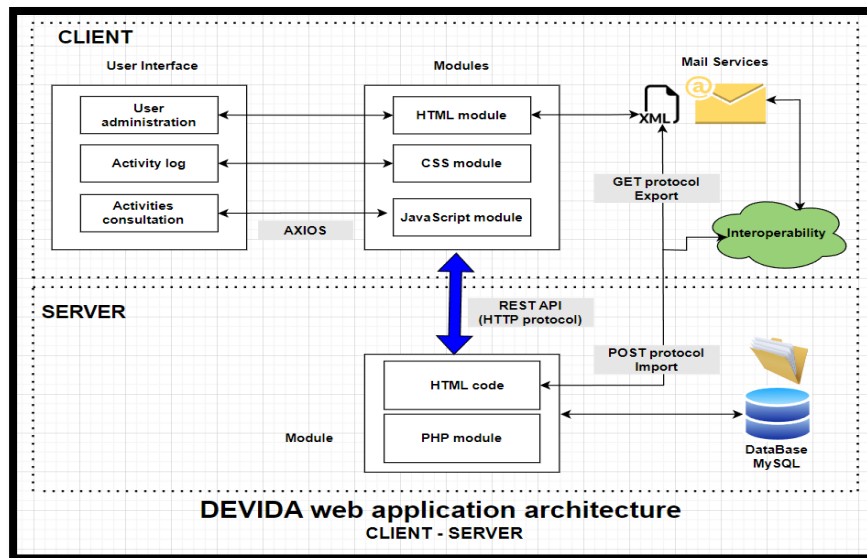 CLIENT
User Interface
Modules
Mail Services
User
administration
HTML module
XML
@
Activity log
CSS module
GET protocol
Export
Activities
consultation
AXIOS
JavaScript module
Interoperability
SERVER
REST API
(HTTP protocol)
POST protocol
Import
HTML code
Module
PHP module
DataBase
MySQL
DEVIDA web application architecture
CLIENT - SERVER